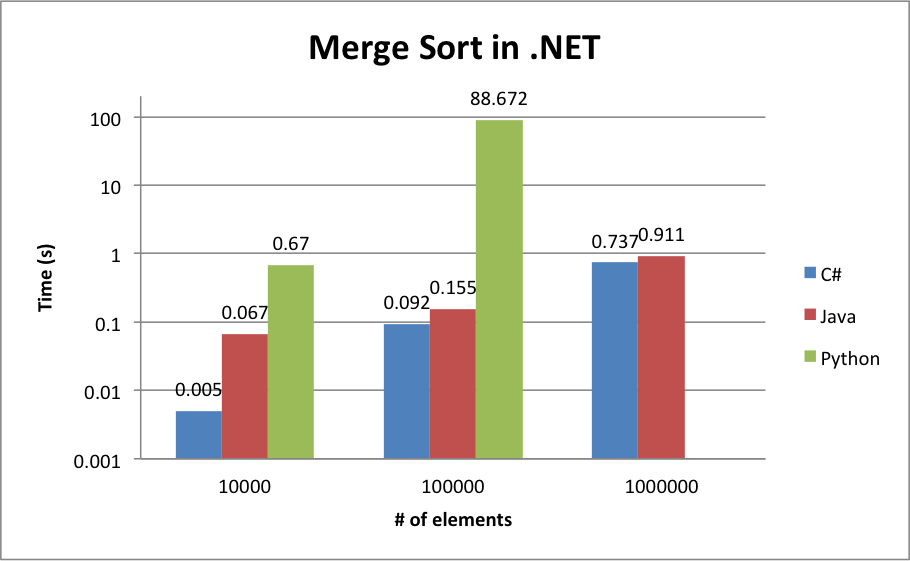 Merge Sort in .NET
88.672
100
10
0.67
0.737
0.911
1
0.155
0.092
0.067
0.1
0.005
0.01
0.001
Time (s)
C#
Java
Python
10000
100000
1000000
# of elements